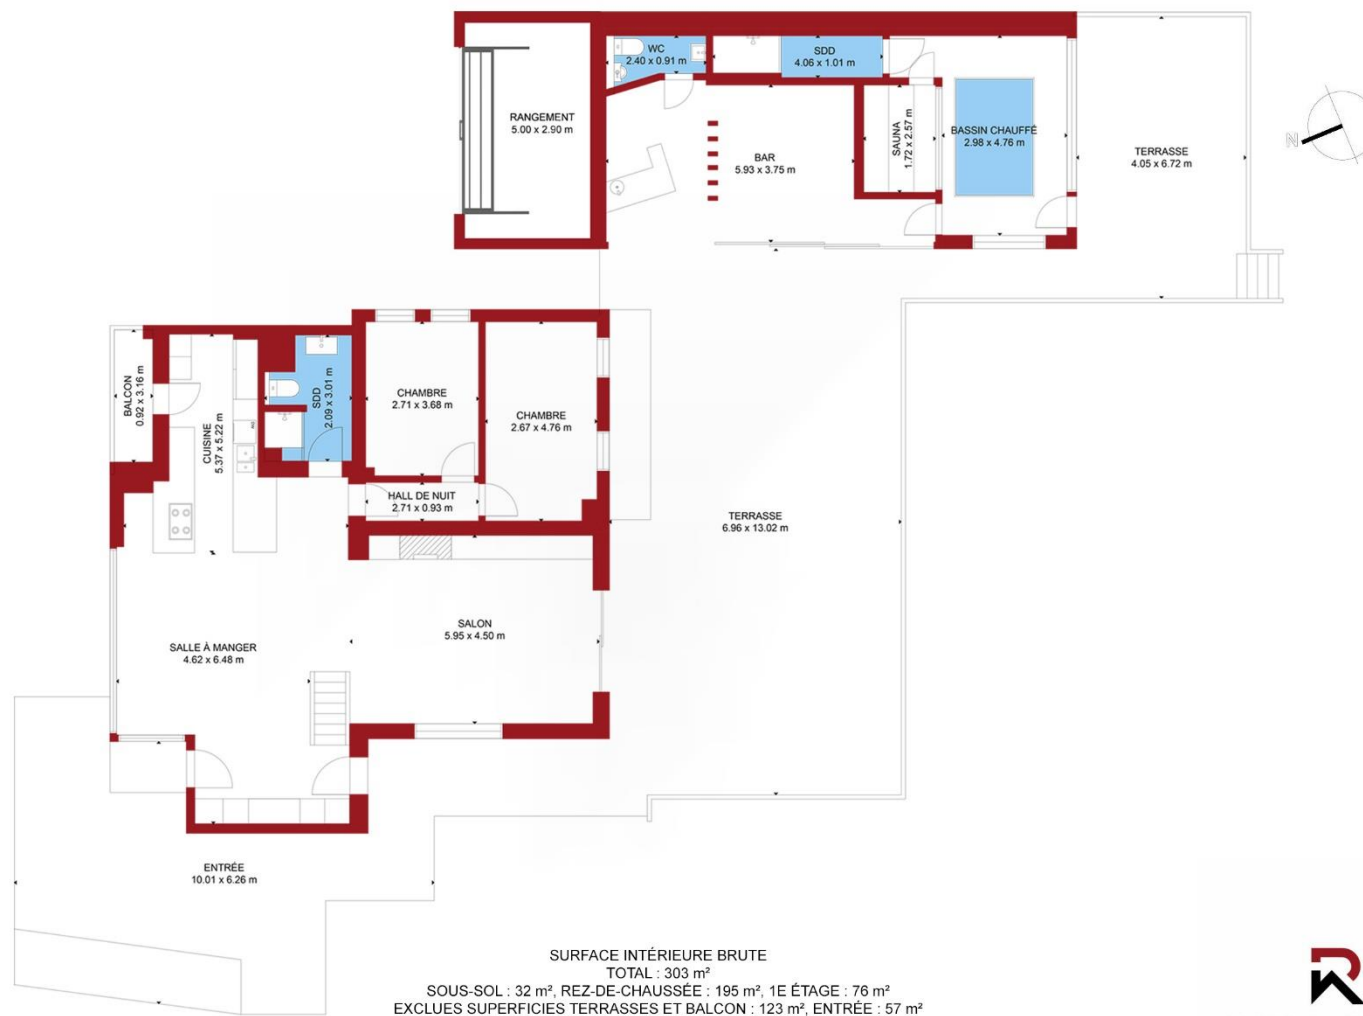 WC
2.40 x 0.91 m
SDD
4.06 x 1.01 m
RANGEMENT
5.00 x 2.90 m
BAR
5.93 x 3.75 m
SAUNA
1.72 x 2.57 m
BASSIN CHAUFFÉ
2.98 x 4.76 m
TERRASSE
4.05 x 6.72 m
N
BALCON
0.92 x 3.16 m
CUISINE
5.37 x 5.22 m
SDD
2.09 x 3.01 m
CHAMBRE
2.71 x 3.68 m
CHAMBRE
2.67 x 4.76 m
HALL DE NUIT
2.71 x 0.93 m
TERRASSE
6.96 x 13.02 m
SALLE À MANGER
4.62 x 6.48 m
SALON
5.95 x 4.50 m
ENTRÉE
10.01 x 6.26 m
SURFACE INTÉRIEURE BRUTE
TOTAL : 303 m²
SOUS-SOL : 32 m², REZ-DE-CHAUSSÉE : 195 m², 1E ÉTAGE : 76 m²
EXCLUES SUPERFICIES TERRASSES ET BALCON : 123 m², ENTRÉE : 57 m²